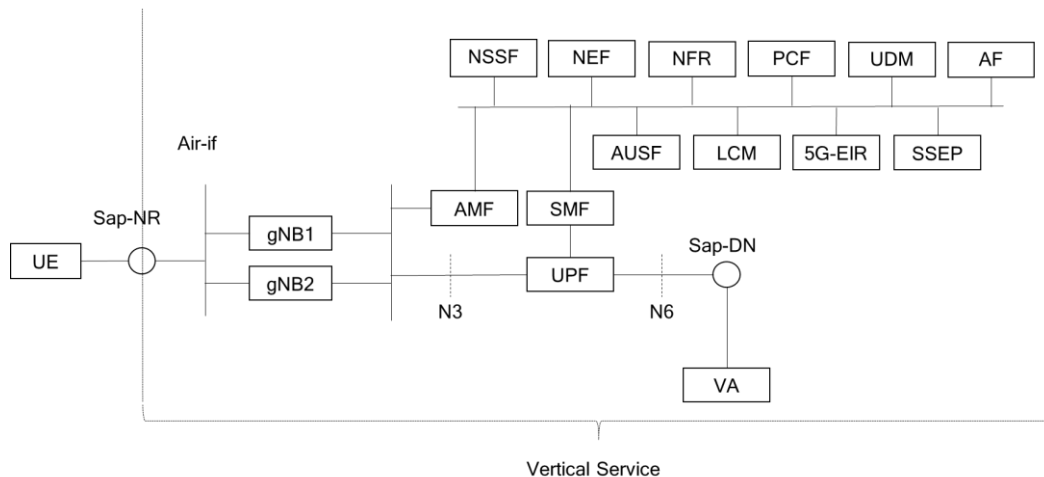 NSSF NEF NFR PCF UDM AF
Air-if
AUSF LCM 5G-EIR SSEP
Sap-NR
AMF SMF
gNB1
Sap-DN
UE
gNB2
UPF
N3 N6
VA
Vertical Service